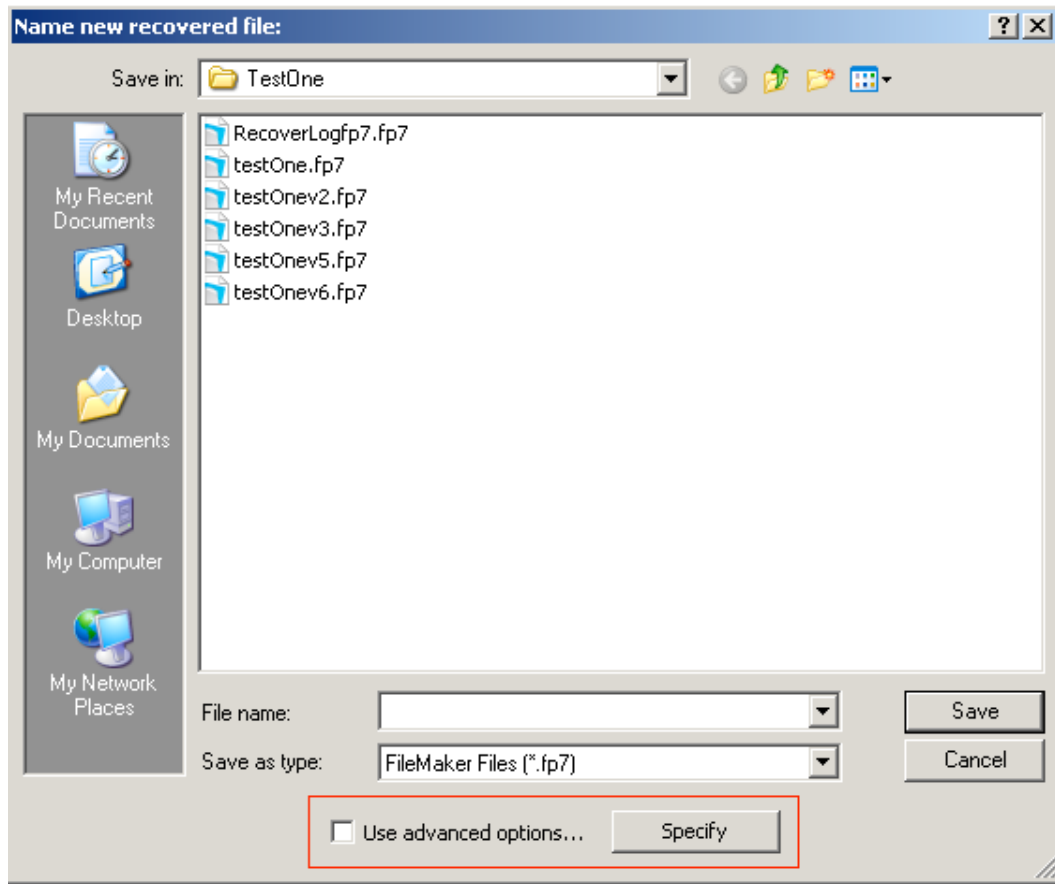 Name new recovered file:
Save in: TestOne
My Recent Documents
Desktop
My Documents
My Computer
My Network Places
RecoverLogfp7.fp7
testOne.fp7
testOnev2.fp7
testOnev3.fp7
testOnev5.fp7
testOnev6.fp7
File name:
Save
Save as type: FileMaker Files (*.fp7)
Cancel
Use advanced options...
Specify